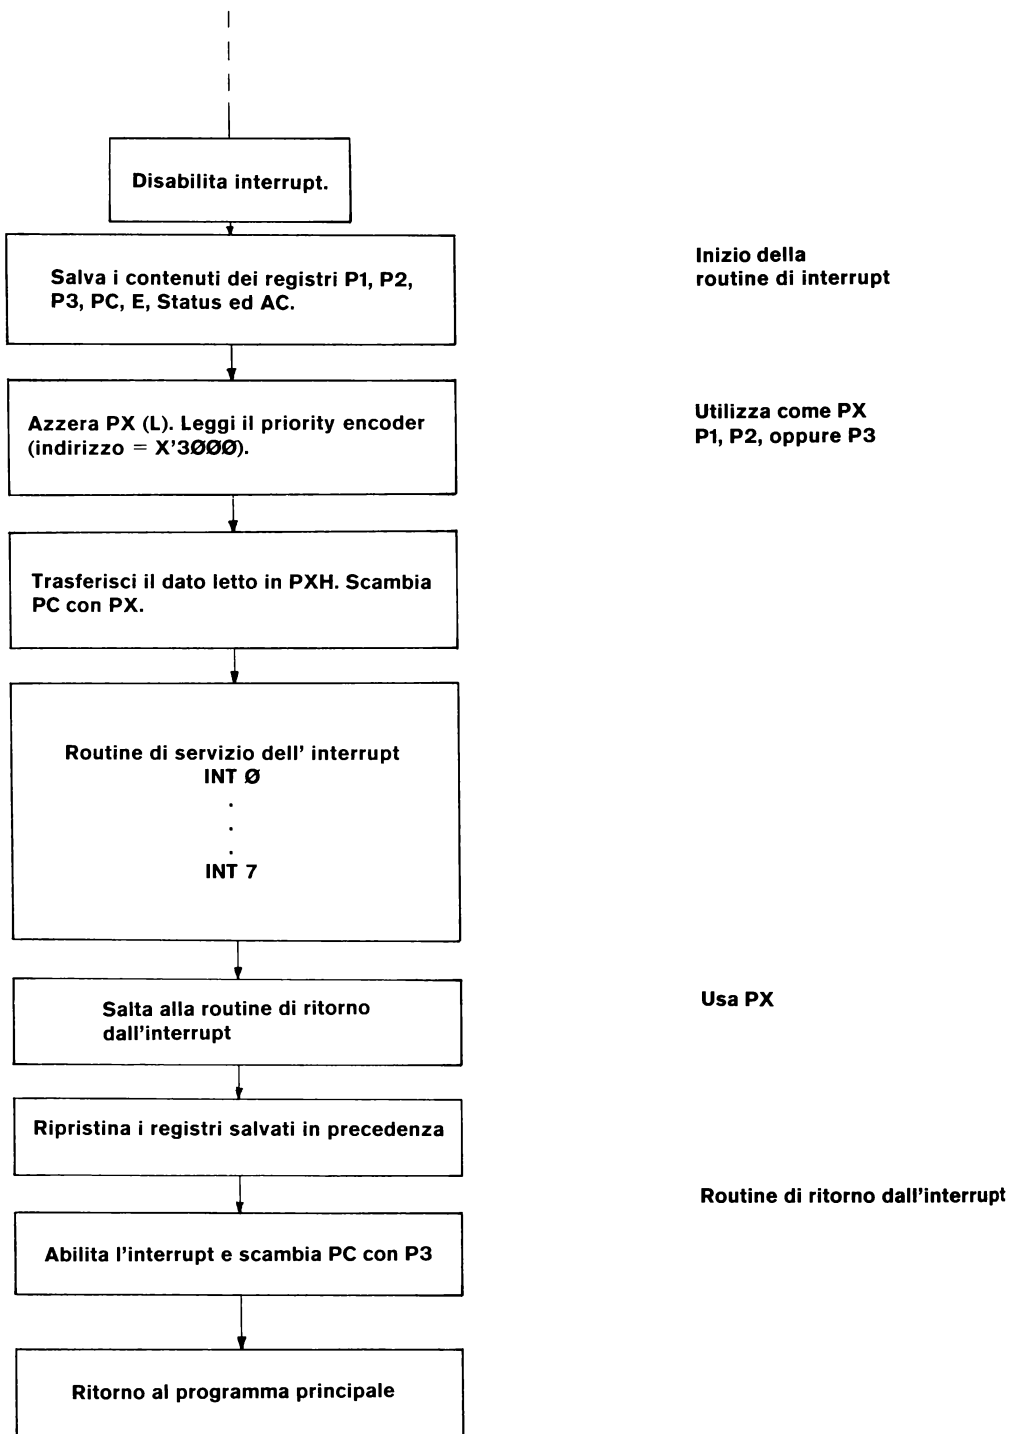 Disabilita interrupt.
Salva i contenuti dei registri P1, P2,
P3, PC, E, Status ed AC.
Inizio della
routine di interrupt
Azzera PX (L). Leggi il priority encoder
(indirizzo = X'3ØØØ).
Utilizza come PX
P1, P2, oppure P3
Trasferisci il dato letto in PXH. Scambia
PC con PX.
Routine di servizio dell' interrupt
INT Ø
.
.
.
INT 7
Salta alla routine di ritorno
dall'interrupt
Usa PX
Ripristina i registri salvati in precedenza
Routine di ritorno dall'interrupt
Abilita l'interrupt e scambia PC con P3
Ritorno al programma principale